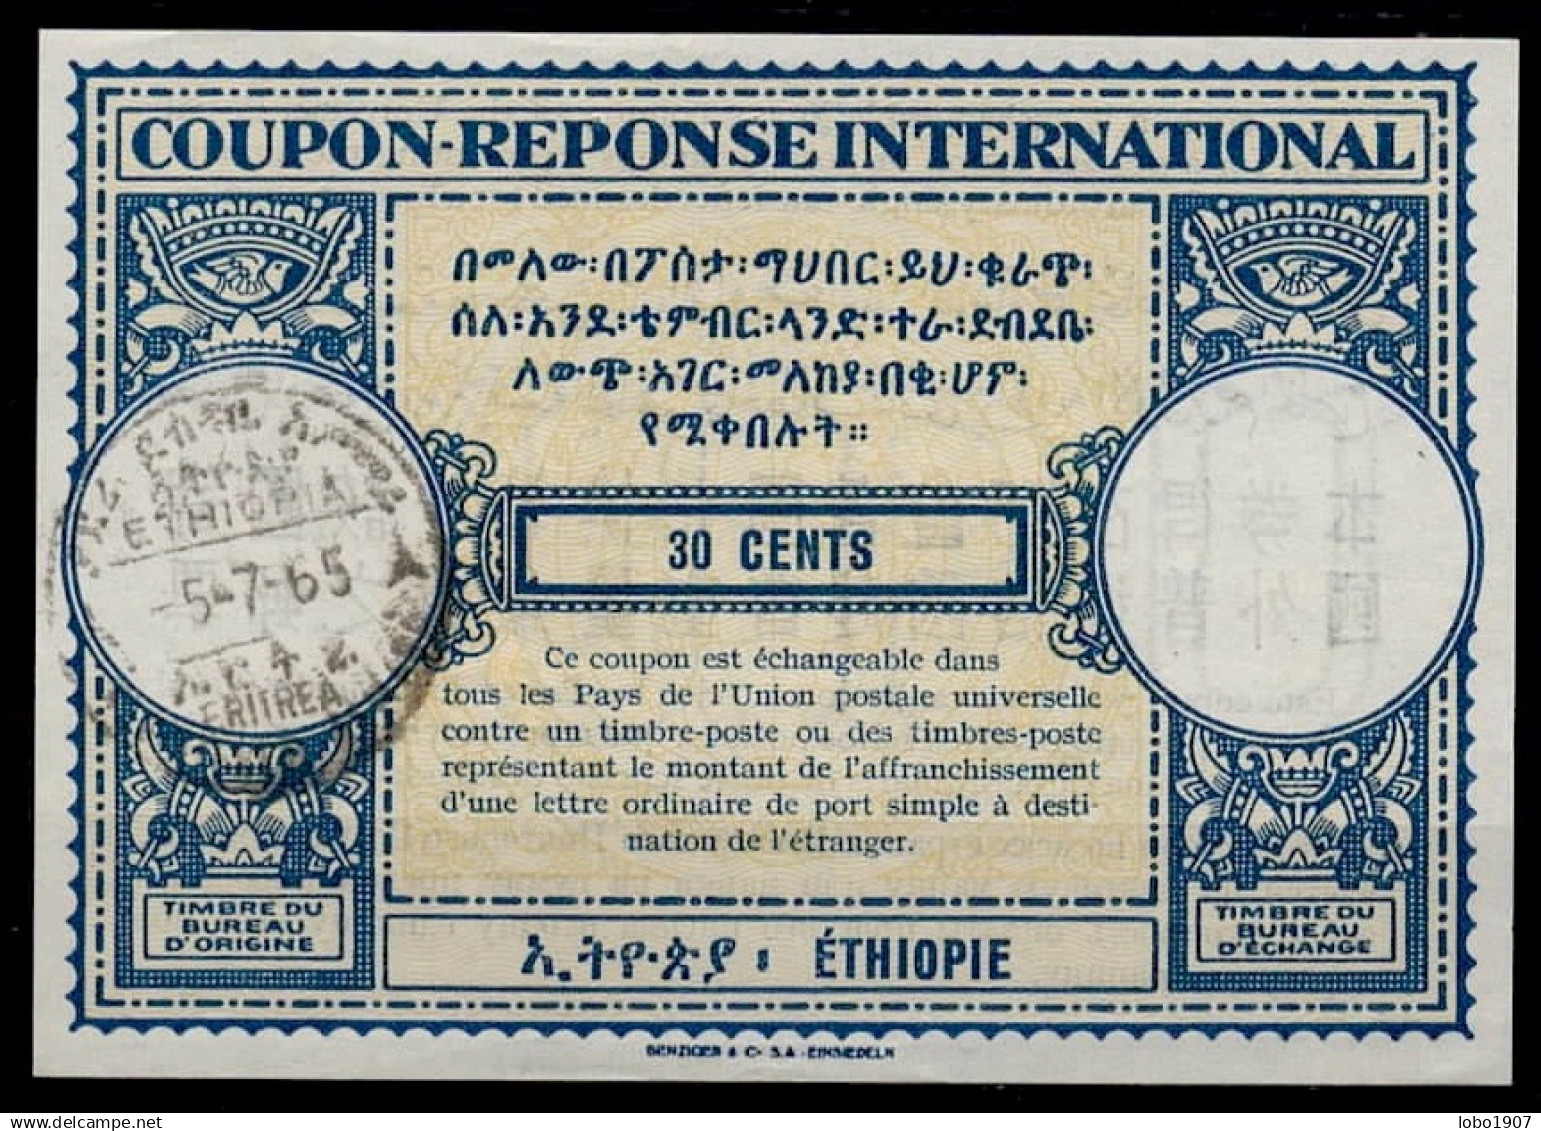 COUPON-REPONSE INTERNATIONAL
በመለው፡በፖስታ፡ማህበር፡ይህ፡ቁራጭ፡
ስለ፡አንደ፡ቴምብር፡ላንድ፡ተራ፡ደብደቤ፡
ለውጭ፡አገር፡መላኪያ፡በቂ፡ሆም፡
የሚቀበሉት።
30 CENTS
Ce coupon est échangeable dans
tous les Pays de l'Union postale universelle
contre un timbre-poste ou des timbres-poste
représentant le montant de l'affranchissement
d'une lettre ordinaire de port simple à desti-
nation de l'étranger.
ETHIOPIA
-5-7-65
ERITREA
TIMBRE DU
BUREAU
D'ORIGINE
ኢትዮጵያ፡ ÉTHIOPIE
TIMBRE DU
BUREAU
D'ÉCHANGE
BENZIGER & Co S.A. EINSIEDELN
lobo1907